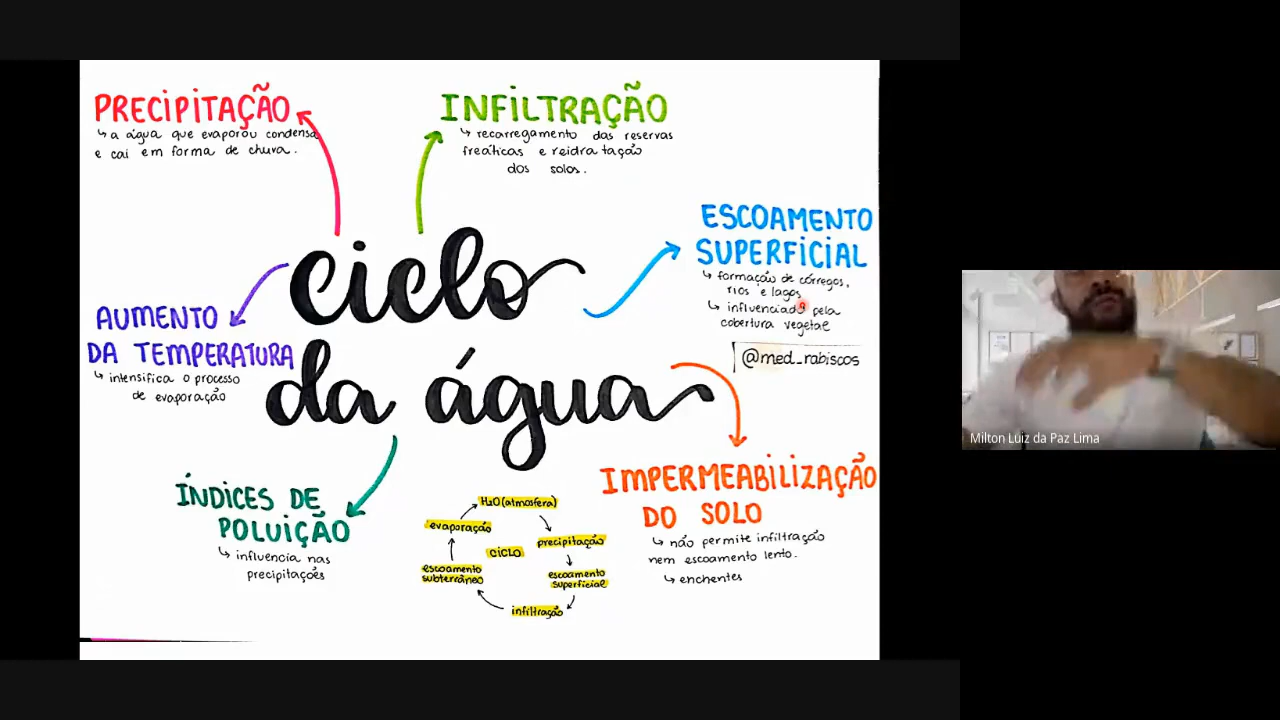 PRECIPITAÇÃO
↳ a água que evaporou condensa
e cai em forma de chuva.
INFILTRAÇÃO
↳ recarregamento das reservas
freáticas e reidratação
dos solos.
ESCOAMENTO
SUPERFICIAL
↳ formação de córregos,
rios e lagos
↳ influenciado pela
cobertura vegetal
@med_rabiscos
ciclo
da água
AUMENTO
DA TEMPERATURA
↳ intensifica o processo
de evaporação
ÍNDICES DE
POLUIÇÃO
↳ influencia nas
precipitações
H2O (atmosfera)
precipitação
escoamento
superficial
infiltração
escoamento
subterrâneo
evaporação
CICLO
IMPERMEABILIZAÇÃO
DO SOLO
↳ não permite infiltração
nem escoamento lento.
↳ enchentes
Milton Luiz da Paz Lima